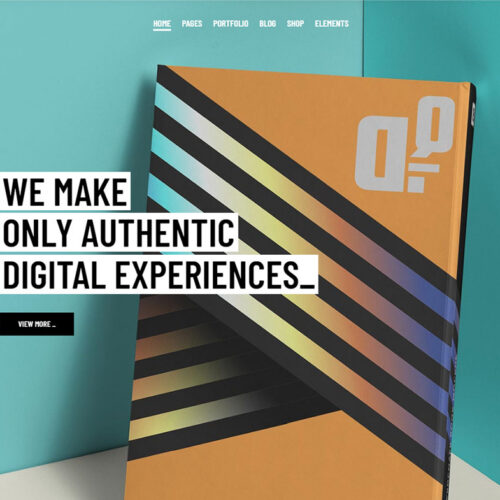 HOME PAGES PORTFOLIO BLOG SHOP ELEMENTS
WE MAKE
ONLY AUTHENTIC
DIGITAL EXPERIENCES_
VIEW MORE _